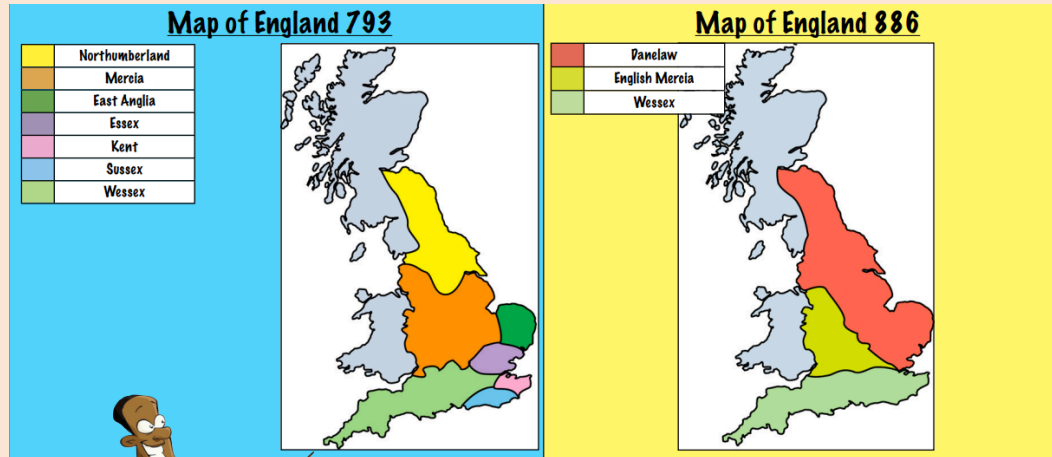 Map of England 793
Northumberland
Mercia
East Anglia
Essex
Kent
Sussex
Wessex
Map of England 886
Danelaw
English Mercia
Wessex